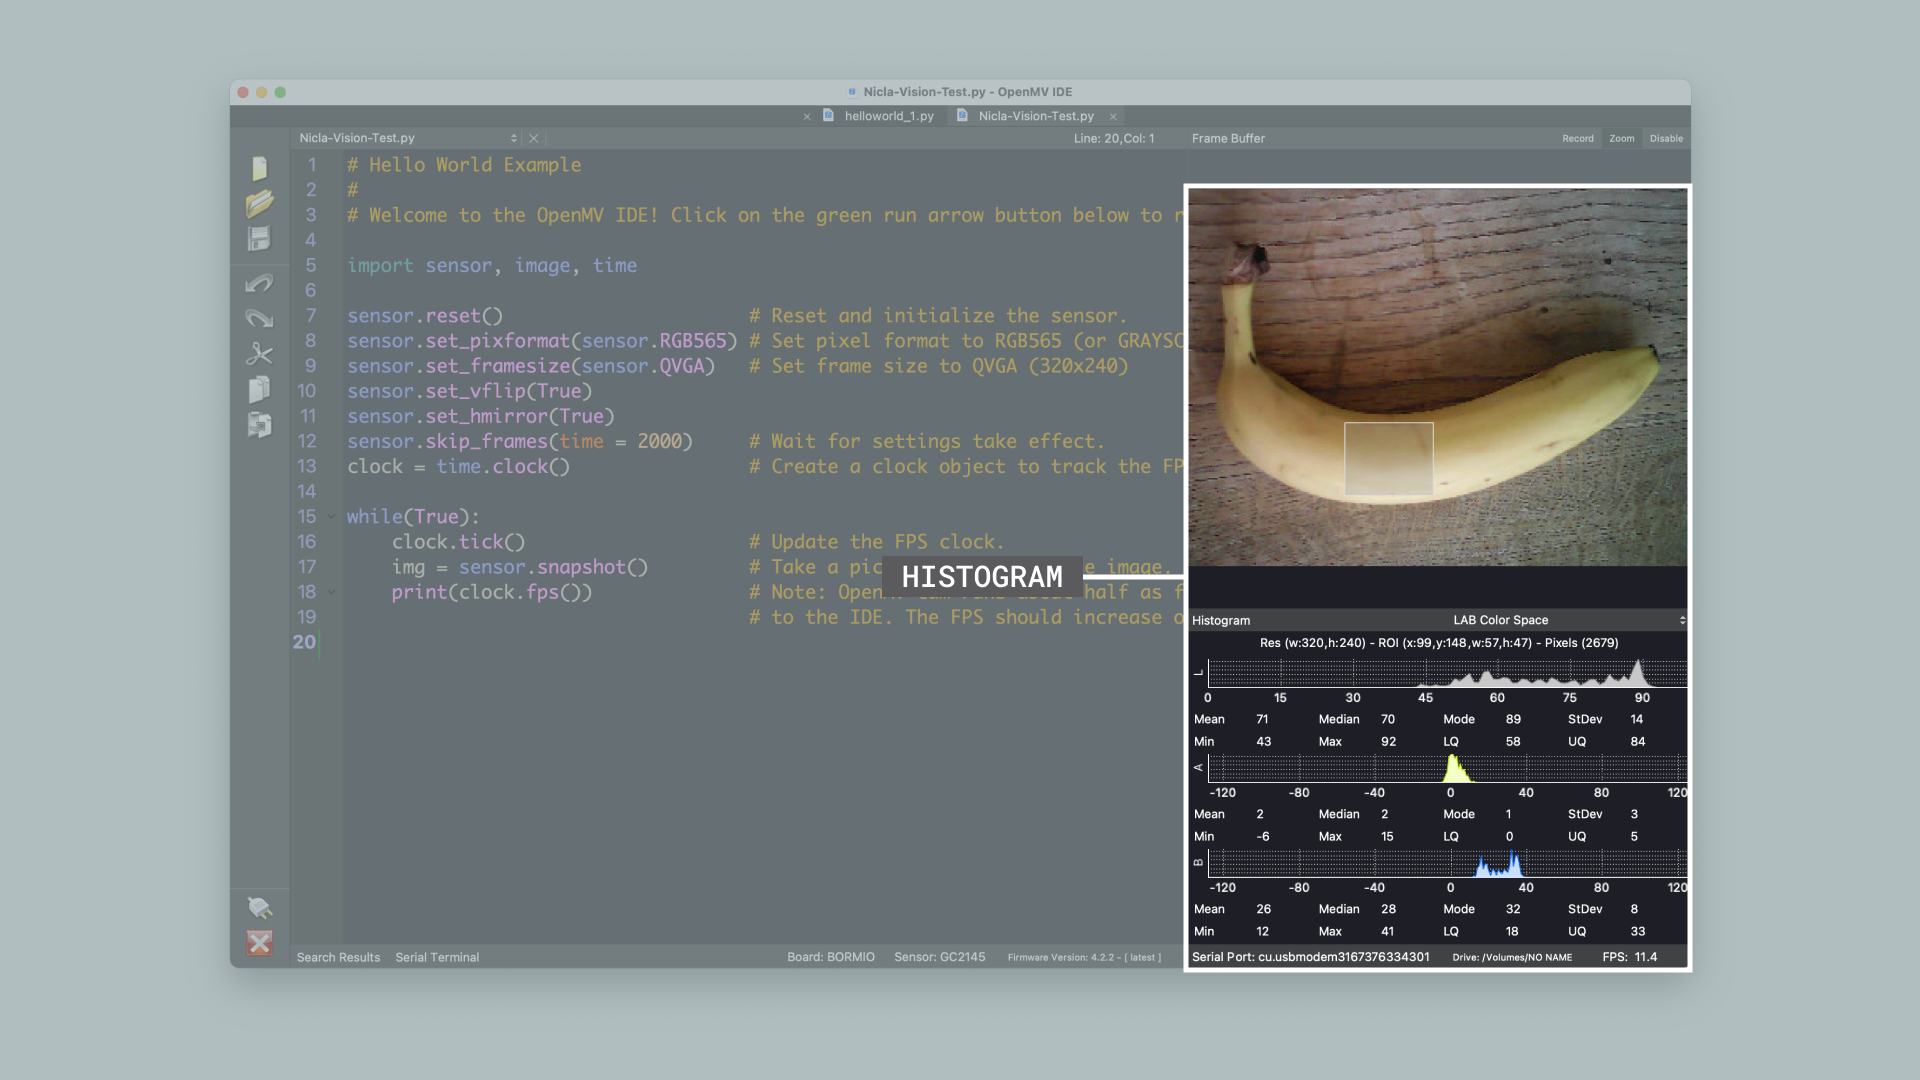 Nicla-Vision-Test.py - OpenMV IDE
helloworld_1.py
Nicla-Vision-Test.py
Nicla-Vision-Test.py
Line: 20,Col: 1
Frame Buffer
Record
Zoom
Disable
1 # Hello World Example
2 #
3 # Welcome to the OpenMV IDE! Click on the green run arrow button below to r
4
5 import sensor, image, time
6
7 sensor.reset() # Reset and initialize the sensor.
8 sensor.set_pixformat(sensor.RGB565) # Set pixel format to RGB565 (or GRAYSC
9 sensor.set_framesize(sensor.QVGA) # Set frame size to QVGA (320x240)
10 sensor.set_vflip(True)
11 sensor.set_hmirror(True)
12 sensor.skip_frames(time = 2000) # Wait for settings take effect.
13 clock = time.clock() # Create a clock object to track the FP
14
15 while(True):
16 clock.tick() # Update the FPS clock.
17 img = sensor.snapshot() # Take a pic e image.
18 print(clock.fps()) # Note: Open half as f
19 # to the IDE. The FPS should increase o
20
HISTOGRAM
Histogram
LAB Color Space
Res (w:320,h:240) - ROI (x:99,y:148,w:57,h:47) - Pixels (2679)
L
0 15 30 45 60 75 90
Mean 71 Median 70 Mode 89 StDev 14
Min 43 Max 92 LQ 58 UQ 84
A
-120 -80 -40 0 40 80 120
Mean 2 Median 2 Mode 1 StDev 3
Min -6 Max 15 LQ 0 UQ 5
B
-120 -80 -40 0 40 80 120
Mean 26 Median 28 Mode 32 StDev 8
Min 12 Max 41 LQ 18 UQ 33
Search Results
Serial Terminal
Board: BORMIO
Sensor: GC2145
Firmware Version: 4.2.2 - [ latest ]
Serial Port: cu.usbmodem3167376334301
Drive: /Volumes/NO NAME
FPS: 11.4